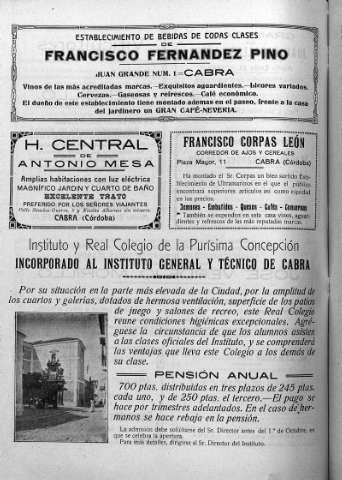 ESTABLECIMIENTO DE BEBIDAS DE TODAS CLASES
DE
FRANCISCO FERNANDEZ PINO
JUAN GRANDE NUM. 1 = CABRA
Vinos de las más acreditadas marcas.—Exquisitos aguardientes.—Licores variados.
Cervezas.—Gaseosas y refrescos.—Café económico.
El dueño de este establecimiento tiene montado además en el paseo, frente a la casa
del jardinero un GRAN CAFÉ-NEVERIA.
H. CENTRAL
DE
ANTONIO MESA
Amplias habitaciones con luz eléctrica
MAGNÍFICO JARDIN Y CUARTO DE BAÑO
EXCELENTE TRATO
PREFERIDO POR LOS SEÑORES VIAJANTES
CABRA (Córdoba)
FRANCISCO CORPAS LEÓN
CORREDOR DE AJOS Y CEREALES
Plaza Mayor, 11 CABRA (Córdoba)
Ha montado el Sr. Corpas un bien surtido Esta-
blecimiento de Ultramarinos en el que el público
encontrará superiores artículos así como equidad
en los precios.
Jamones - Embutidos - Quesos - Cafés - Conservas
También se expenden en esta casa vinos, aguar-
dientes y refrescos de las más reputadas marcas.
Instituto y Real Colegio de la Purísima Concepción
INCORPORADO AL INSTITUTO GENERAL Y TÉCNICO DE CABRA
Por su situación en la parte más elevada de la Ciudad, por la amplitud de
los cuartos y galerías, dotados de hermosa ventilación, superficie de los patios
de juego y salones de recreo, este Real Colegio
reune condiciones higiénicas excepcionales. Agré-
guese la circunstancia de que los alumnos asisten
a las clases oficiales del Instituto, y se comprenderá
las ventajas que lleva este Colegio a los demás de
su clase.
PENSIÓN ANUAL
700 ptas. distribuidas en tres plazos de 245 ptas.
cada uno, y de 250 el tercero.—El pago se
hace por trimestres adelantados. En el caso de her-
manos se hace rebaja en la pensión.
La admisión debe solicitarse del Sr. Director antes del 1.º de Octubre, en que
se celebra la apertura.
Para más detalles, dirigirse al Sr. Director del Instituto.